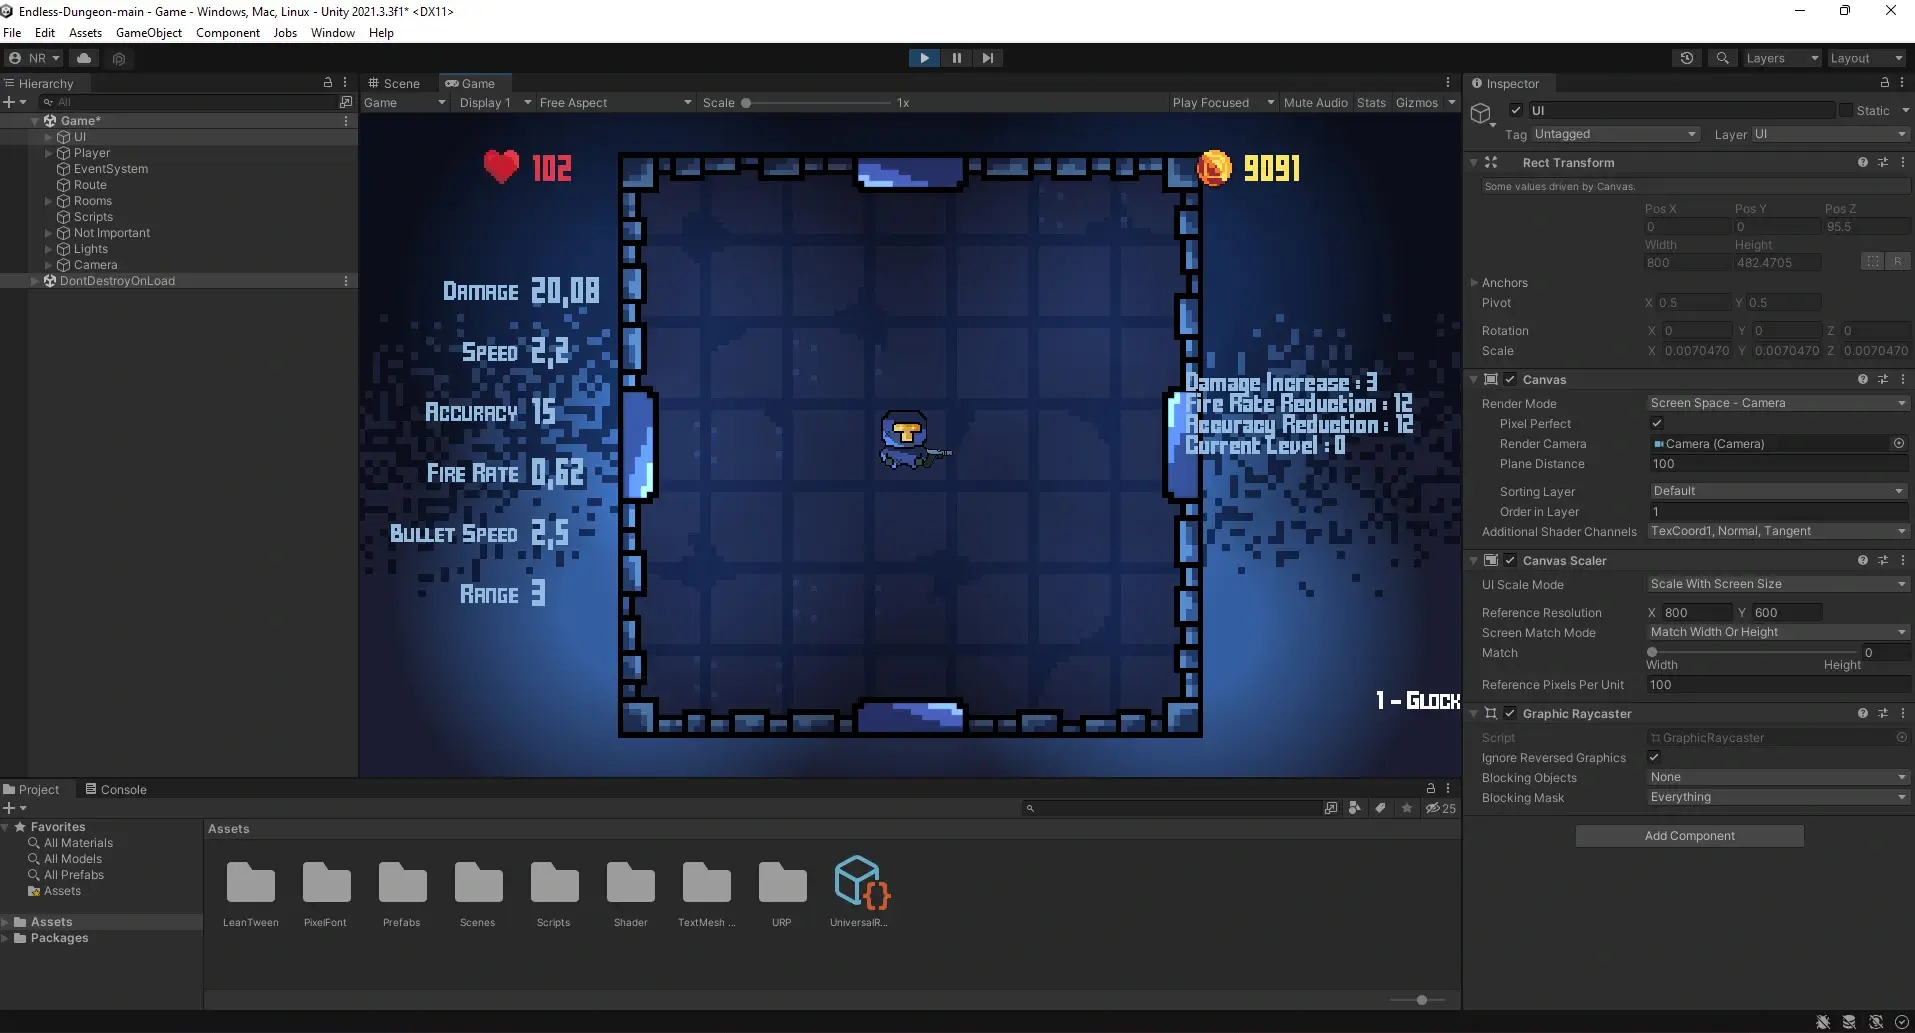 Endless-Dungeon-main - Game - Windows, Mac, Linux - Unity 2021.3.3f1* <DX11>
File Edit Assets GameObject Component Jobs Window Help
NR
Layers
Layout
Hierarchy
All
Game*
UI
Player
EventSystem
Route
Rooms
Scripts
Not Important
Lights
Camera
DontDestroyOnLoad
Scene
Game
Game
Display 1
Free Aspect
Scale
1x
Play Focused
Mute Audio
Stats
Gizmos
102
9091
Damage 20,08
Speed 2,2
Accuracy 15
Fire Rate 0,62
Bullet Speed 2,5
Range 3
Damage Increase : 3
Fire Rate Reduction : 12
Accuracy Reduction : 12
Current Level : 0
1 - Glock
Inspector
UI
Static
Tag Untagged
Layer UI
Rect Transform
Some values driven by Canvas.
Pos X Pos Y Pos Z
0 0 95.5
Width Height
800 482.4705
R
Anchors
Pivot X 0.5 Y 0.5
Rotation X 0 Y 0 Z 0
Scale X 0.0070470 Y 0.0070470 Z 0.0070470
Canvas
Render Mode Screen Space - Camera
Pixel Perfect
Render Camera Camera (Camera)
Plane Distance 100
Sorting Layer Default
Order in Layer 1
Additional Shader Channels TexCoord1, Normal, Tangent
Canvas Scaler
UI Scale Mode Scale With Screen Size
Reference Resolution X 800 Y 600
Screen Match Mode Match Width Or Height
Match 0
Width Height
Reference Pixels Per Unit 100
Graphic Raycaster
Script GraphicRaycaster
Ignore Reversed Graphics
Blocking Objects None
Blocking Mask Everything
Add Component
Project
Console
25
Favorites
All Materials
All Models
All Prefabs
Assets
Assets
Packages
Assets
LeanTween
PixelFont
Prefabs
Scenes
Scripts
Shader
TextMesh ...
URP
UniversalR...